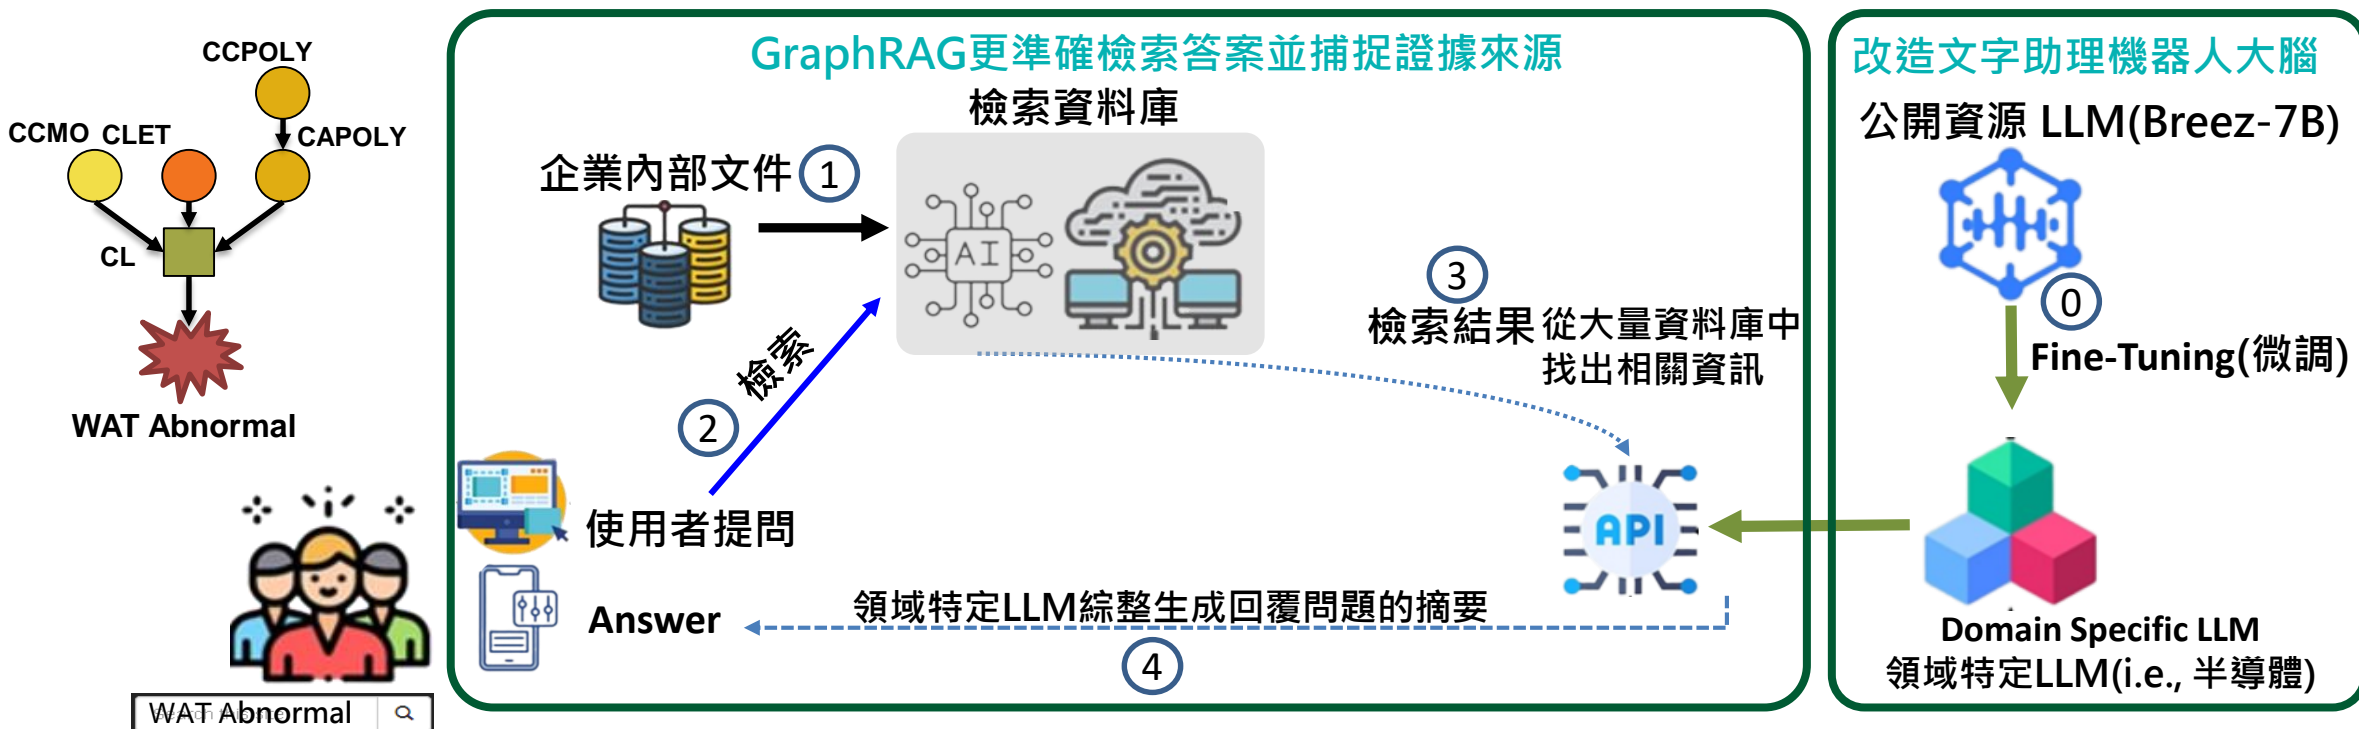 CCPOLY
CCMO CLET
CAPOLY
CL
WAT Abnormal
WAT Abnormal
GraphRAG更準確檢索答案並捕捉證據來源
檢索資料庫
企業內部文件 1
AI
2 檢索
3
檢索結果 從大量資料庫中
找出相關資訊
使用者提問
API
Answer
領域特定LLM綜整生成回覆問題的摘要
4
改造文字助理機器人大腦
公開資源 LLM(Breez-7B)
0
Fine-Tuning(微調)
Domain Specific LLM
領域特定LLM(i.e., 半導體)